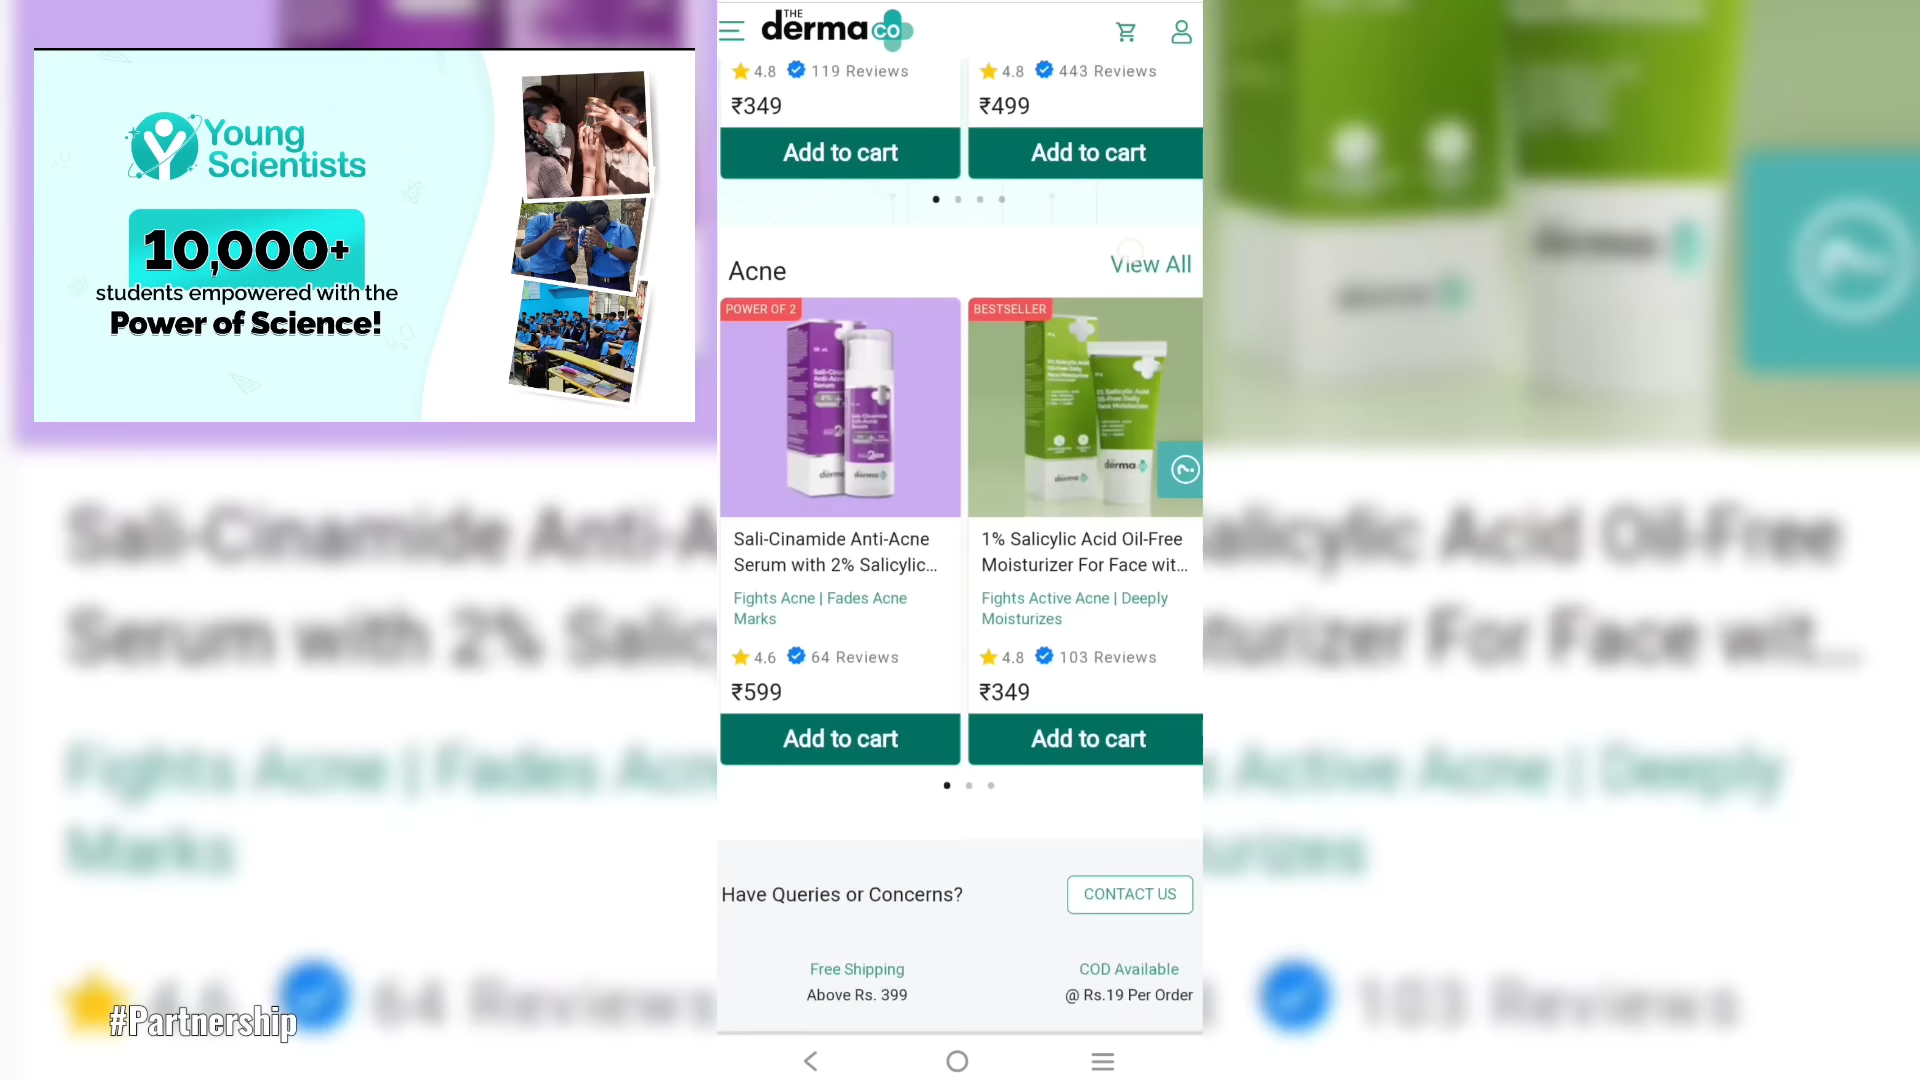 Young
Scientists
10,000+
students empowered with the
Power of Science!
THE
derma co
4.8 119 Reviews
₹349
Add to cart
4.8 443 Reviews
₹499
Add to cart
Acne
View All
POWER OF 2
BESTSELLER
Sali-Cinamide Anti-Acne
Serum with 2% Salicylic...
Fights Acne | Fades Acne
Marks
4.6 64 Reviews
₹599
Add to cart
1% Salicylic Acid Oil-Free
Moisturizer For Face wit...
Fights Active Acne | Deeply
Moisturizes
4.8 103 Reviews
₹349
Add to cart
Have Queries or Concerns?
CONTACT US
Free Shipping
Above Rs. 399
COD Available
@ Rs.19 Per Order
#Partnership